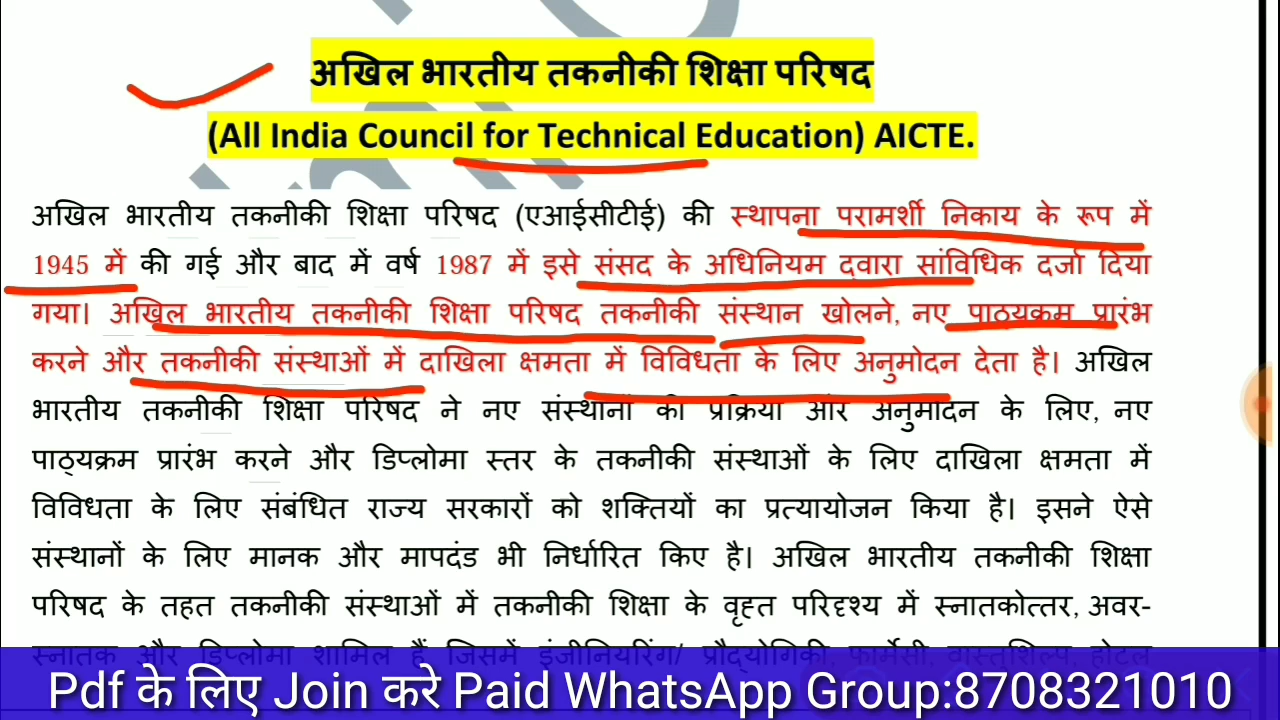 अखिल भारतीय तकनीकी शिक्षा परिषद
(All India Council for Technical Education) AICTE.
अखिल भारतीय तकनीकी शिक्षा परिषद (एआईसीटीई) की स्थापना परामर्शी निकाय के रूप में
1945 में की गई और बाद में वर्ष 1987 में इसे संसद के अधिनियम द्वारा सांविधिक दर्जा दिया
गया। अखिल भारतीय तकनीकी शिक्षा परिषद तकनीकी संस्थान खोलने, नए पाठ्यक्रम प्रारंभ
करने और तकनीकी संस्थाओं में दाखिला क्षमता में विविधता के लिए अनुमोदन देता है। अखिल
भारतीय तकनीकी शिक्षा परिषद ने नए संस्थानों की प्रक्रिया और अनुमोदन के लिए, नए
पाठ्यक्रम प्रारंभ करने और डिप्लोमा स्तर के तकनीकी संस्थाओं के लिए दाखिला क्षमता में
विविधता के लिए संबंधित राज्य सरकारों को शक्तियों का प्रत्यायोजन किया है। इसने ऐसे
संस्थानों के लिए मानक और मापदंड भी निर्धारित किए है। अखिल भारतीय तकनीकी शिक्षा
परिषद के तहत तकनीकी संस्थाओं में तकनीकी शिक्षा के वृहत परिदृश्य में स्नातकोत्तर, अवर-
स्नातक और डिप्लोमा शामिल हैं जिसमें इंजीनियरिंग/ प्रौद्योगिकी, फार्मेसी, वास्तुशिल्प, होटल
Pdf के लिए Join करे Paid WhatsApp Group:8708321010